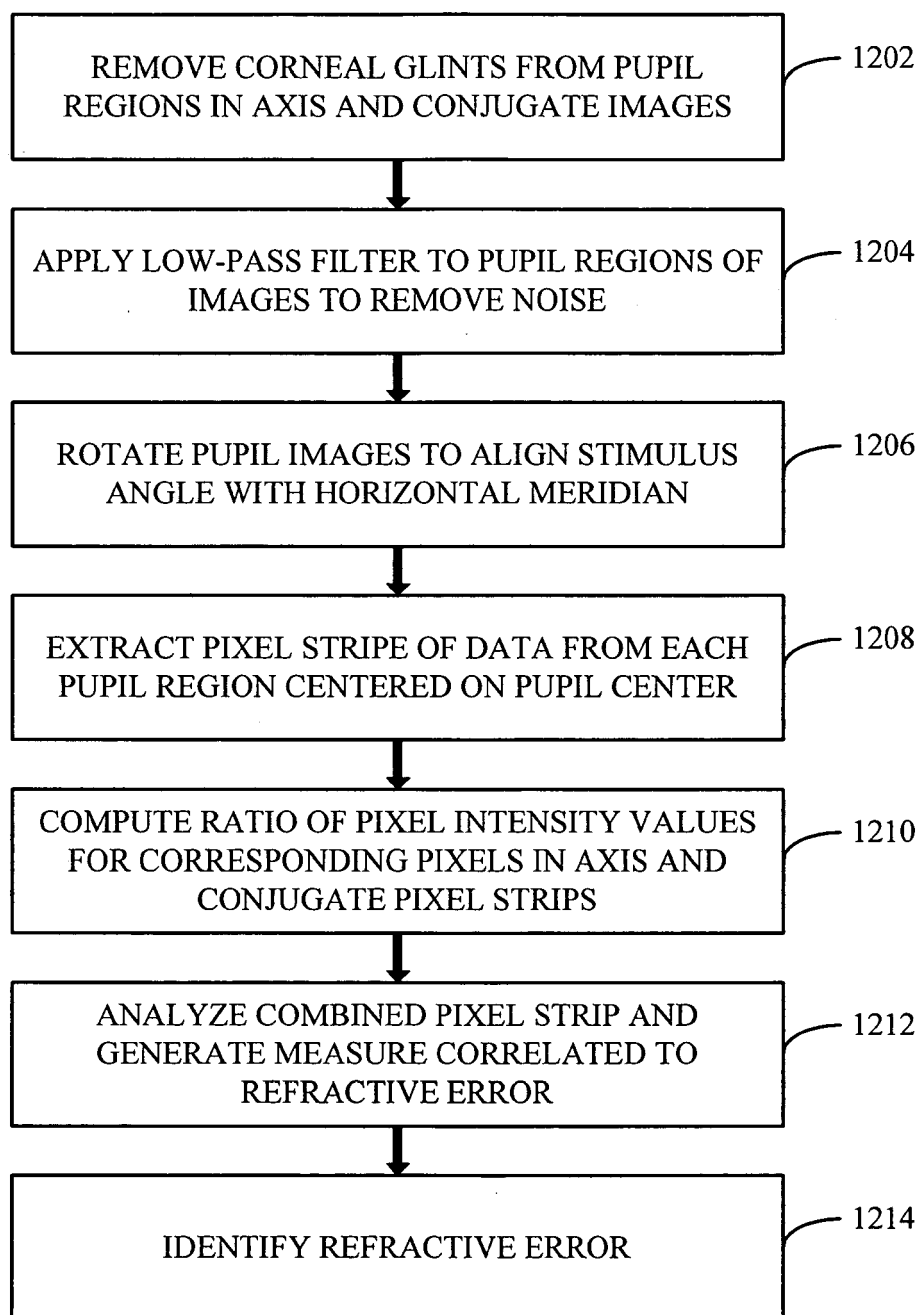 REMOVE CORNEAL GLINTS FROM PUPIL
REGIONS IN AXIS AND CONJUGATE IMAGES
1202
APPLY LOW-PASS FILTER TO PUPIL REGIONS OF
IMAGES TO REMOVE NOISE
1204
ROTATE PUPIL IMAGES TO ALIGN STIMULUS
ANGLE WITH HORIZONTAL MERIDIAN
1206
EXTRACT PIXEL STRIPE OF DATA FROM EACH
PUPIL REGION CENTERED ON PUPIL CENTER
1208
COMPUTE RATIO OF PIXEL INTENSITY VALUES
FOR CORRESPONDING PIXELS IN AXIS AND
CONJUGATE PIXEL STRIPS
1210
ANALYZE COMBINED PIXEL STRIP AND
GENERATE MEASURE CORRELATED TO
REFRACTIVE ERROR
1212
IDENTIFY REFRACTIVE ERROR
1214